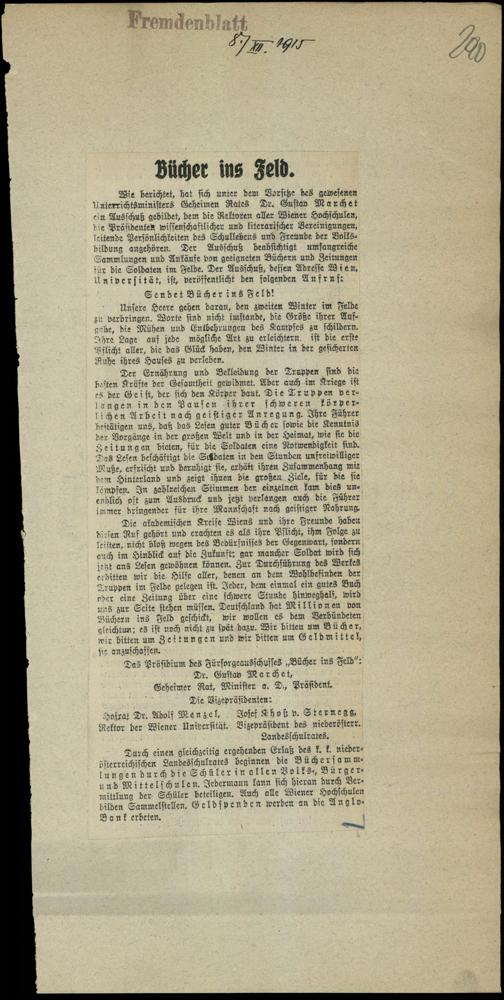 Fremdenblatt
8./XII. 1915
290
Bücher ins Feld.
Wie berichtet, hat sich unter dem Vorsitze des gewesenen
Unterrichtsministers Geheimen Rates Dr. Gustav Marchet
ein Ausschuß gebildet, dem die Rektoren aller Wiener Hochschulen,
die Präsidenten wissenschaftlicher und literarischer Vereinigungen,
leitende Persönlichkeiten des Schullebens und Freunde der Volks-
bildung angehören. Der Ausschuß beabsichtigt umfangreiche
Sammlungen und Ankäufe von geeigneten Büchern und Zeitungen
für die Soldaten im Felde. Der Ausschuß, dessen Adresse Wien,
Universität, ist, veröffentlicht den folgenden Aufruf:
Sendet Bücher ins Feld!
Unsere Heere gehen daran, den zweiten Winter im Felde
zu verbringen. Worte sind nicht imstande, die Größe ihrer Auf-
gabe, die Mühen und Entbehrungen des Kampfes zu schildern.
Ihre Lage auf jede mögliche Art zu erleichtern, ist die erste
Pflicht aller, die das Glück haben, den Winter in der gesicherten
Ruhe ihres Hauses zu verleben.
Der Ernährung und Bekleidung der Truppen sind die
besten Kräfte der Gesamtheit gewidmet. Aber auch im Kriege ist
es der Geist, der sich den Körper baut. Die Truppen ver-
langen in den Pausen ihrer schweren körper-
lichen Arbeit nach geistiger Anregung. Ihre Führer
bestätigen uns, daß das Lesen guter Bücher sowie die Kenntnis
der Vorgänge in der großen Welt und in der Heimat, wie sie die
Zeitungen bieten, für die Soldaten eine Notwendigkeit sind.
Das Lesen beschäftigt die Soldaten in den Stunden unfreiwilliger
Muße, erfrischt und beruhigt sie, erhält ihren Zusammenhang mit
dem Hinterland und zeigt ihnen die großen Ziele, für die sie
kämpfen. In zahlreichen Stimmen der einzelnen kam dies un-
endlich oft zum Ausdruck und jetzt verlangen auch die Führer
immer dringender für ihre Mannschaft nach geistiger Nahrung.
Die akademischen Kreise Wiens und ihre Freunde haben
diesen Ruf gehört und erachten es als ihre Pflicht, ihm Folge zu
leisten, nicht bloß wegen des Bedürfnisses der Gegenwart, sondern
auch im Hinblick auf die Zukunft; gar mancher Soldat wird sich
jetzt ans Lesen gewöhnen können. Zur Durchführung des Werkes
erbitten wir die Hilfe aller, denen an dem Wohlbefinden der
Truppen im Felde gelegen ist. Jeder, dem einmal ein gutes Buch
oder eine Zeitung über eine schwere Stunde hinweghalf, wird
uns zur Seite stehen müssen. Deutschland hat Millionen von
Büchern ins Feld geschickt, wir wollen es dem Verbündeten
gleichtun; es ist noch nicht zu spät dazu. Wir bitten um Bücher,
wir bitten um Zeitungen und wir bitten um Geldmittel,
sie anzuschaffen.
Das Präsidium des Fürsorgeausschusses „Bücher ins Feld“:
Dr. Gustav Marchet,
Geheimer Rat, Minister a. D., Präsident.
Die Vizepräsidenten:
Hofrat Dr. Adolf Menzel, Josef Khoß v. Sternegg,
Rektor der Wiener Universität. Vizepräsident des niederösterr.
Landesschulrates.
Durch einen gleichzeitig ergehenden Erlaß des k. k. nieder-
österreichischen Landesschulrates beginnen die Büchersamm-
lungen durch die Schüler in allen Volks-, Bürger-
und Mittelschulen. Jedermann kann sich hieran durch Ver-
mittlung der Schüler beteiligen. Auch alle Wiener Hochschulen
bilden Sammelstellen. Geldspenden werden an die Anglo-
Bank erbeten.